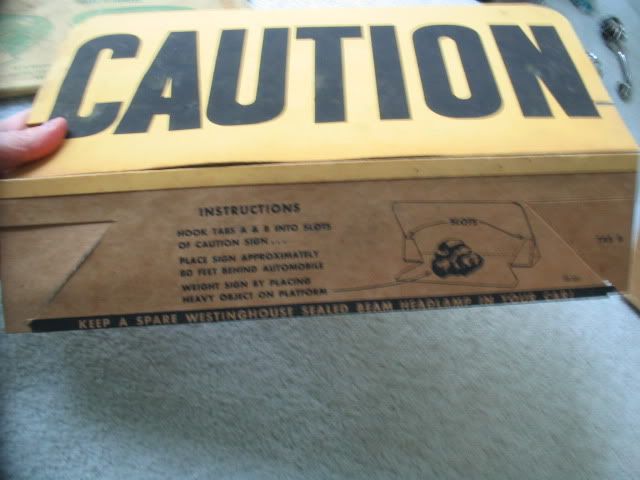 CAUTION
INSTRUCTIONS
HOOK TABS A & B INTO SLOTS
OF CAUTION SIGN...
PLACE SIGN APPROXIMATELY
80 FEET BEHIND AUTOMOBILE
WEIGHT SIGN BY PLACING
HEAVY OBJECT ON PLATFORM
SLOTS
KEEP A SPARE WESTINGHOUSE SEALED BEAM HEADLAMP IN YOUR CAR!